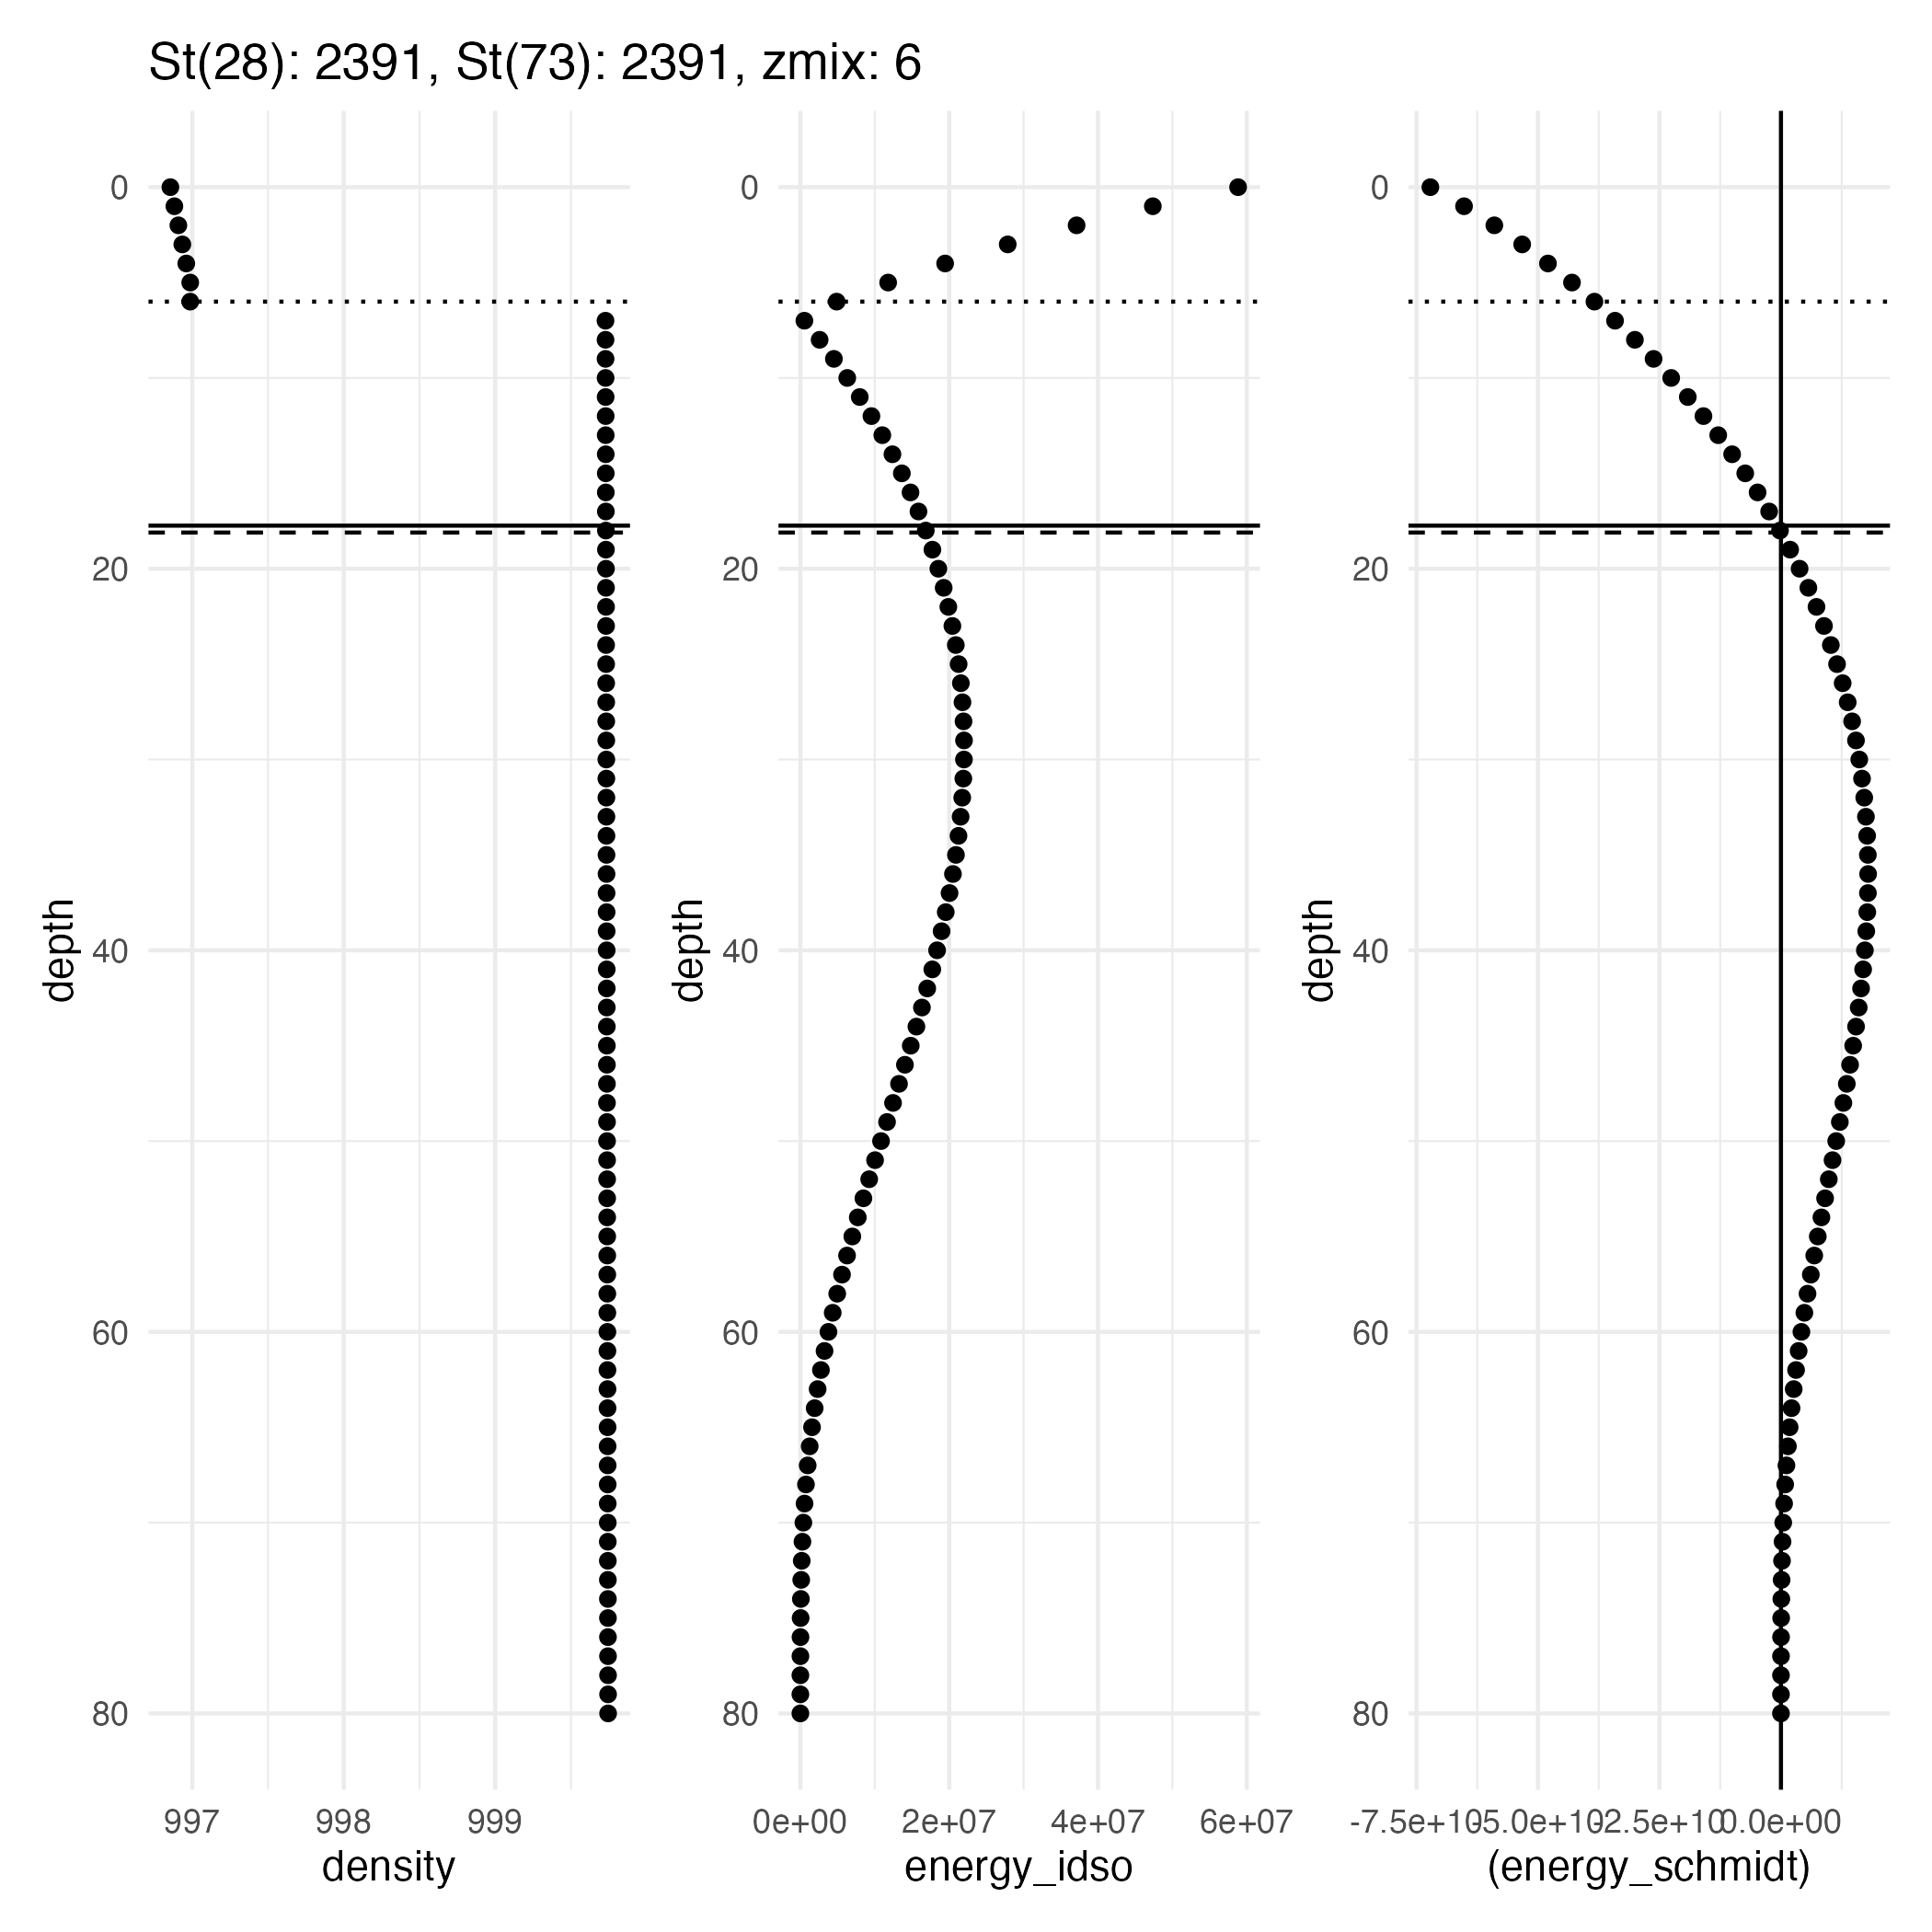 St(28): 2391, St(73): 2391, zmix: 6
depth
0
20
40
60
80
997 998 999
density
depth
0
20
40
60
80
0e+00 2e+07 4e+07 6e+07
energy_idso
depth
0
20
40
60
80
-7.5e+10 -5.0e+10 -2.5e+10 0.0e+00
(energy_schmidt)